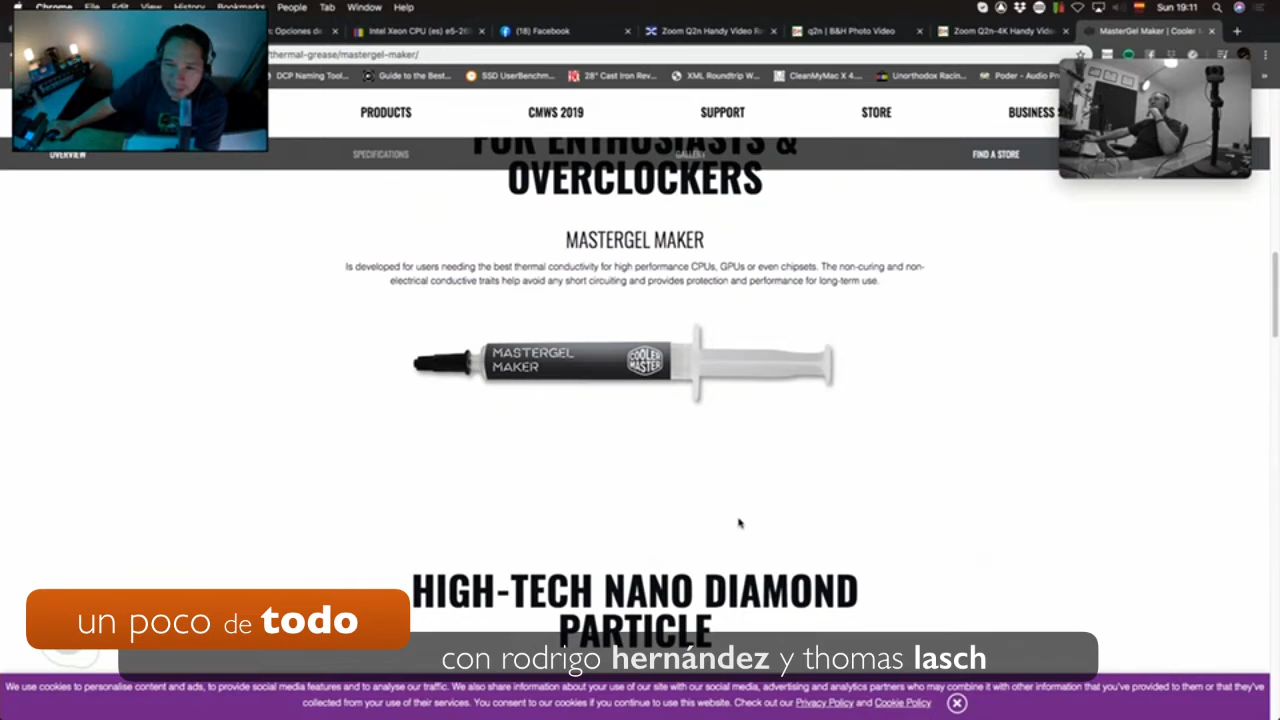 Chrome File Edit View History Bookmarks People Tab Window Help Sun 19:11
n: Opciones de Intel Xeon CPU (es) e5-26 (18) Facebook Zoom Q2n Handy Video R q2n | B&H Photo Video Zoom Q2n-4K Handy Vide MasterGel Maker | Cooler M
/thermal-grease/mastergel-maker/
DCP Naming Tool... Guide to the Best... SSD UserBenchm... 28" Cast Iron Rev... XML Roundtrip W... CleanMyMac X 4.... Unorthodox Racin... Poder - Audio Pr
PRODUCTS CMWS 2019 SUPPORT STORE BUSINESS
OVERVIEW SPECIFICATIONS GALLERY FIND A STORE
FOR ENTHUSIASTS &
OVERCLOCKERS
MASTERGEL MAKER
Is developed for users needing the best thermal conductivity for high performance CPUs, GPUs or even chipsets. The non-curing and non-
electrical conductive traits help avoid any short circuiting and provides protection and performance for long-term use.
MASTERGEL
MAKER
COOLER
MASTER
HIGH-TECH NANO DIAMOND
PARTICLE
un poco de todo
con rodrigo hernández y thomas lasch
We use cookies to personalise content and ads, to provide social media features and to analyse our traffic. We also share information about your use of our site with our social media, advertising and analytics partners who may combine it with other information that you've provided to them or that they've
collected from your use of their services. You consent to our cookies if you continue to use this website. Check out our Privacy Policy and Cookie Policy